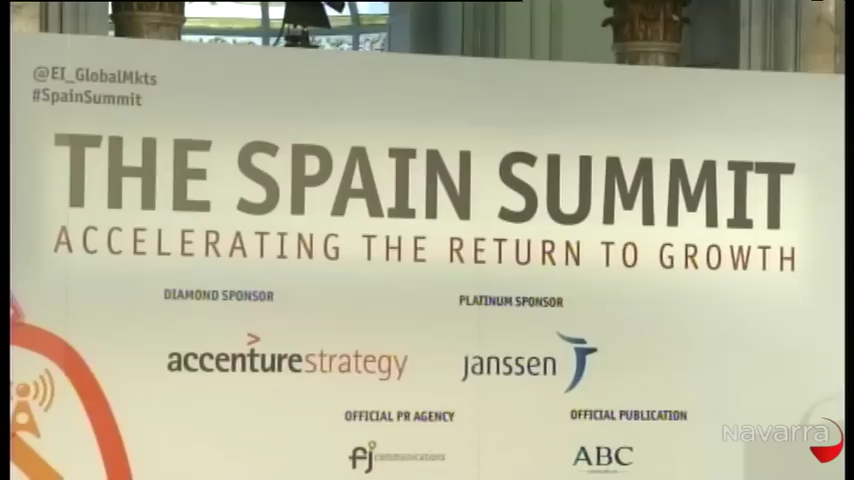 @EI_GlobalMkts
#SpainSummit
THE SPAIN SUMMIT
ACCELERATING THE RETURN TO GROWTH
DIAMOND SPONSOR
PLATINUM SPONSOR
>
accenturestrategy
janssen
OFFICIAL PR AGENCY
OFFICIAL PUBLICATION
fj communications
ABC
Navarra